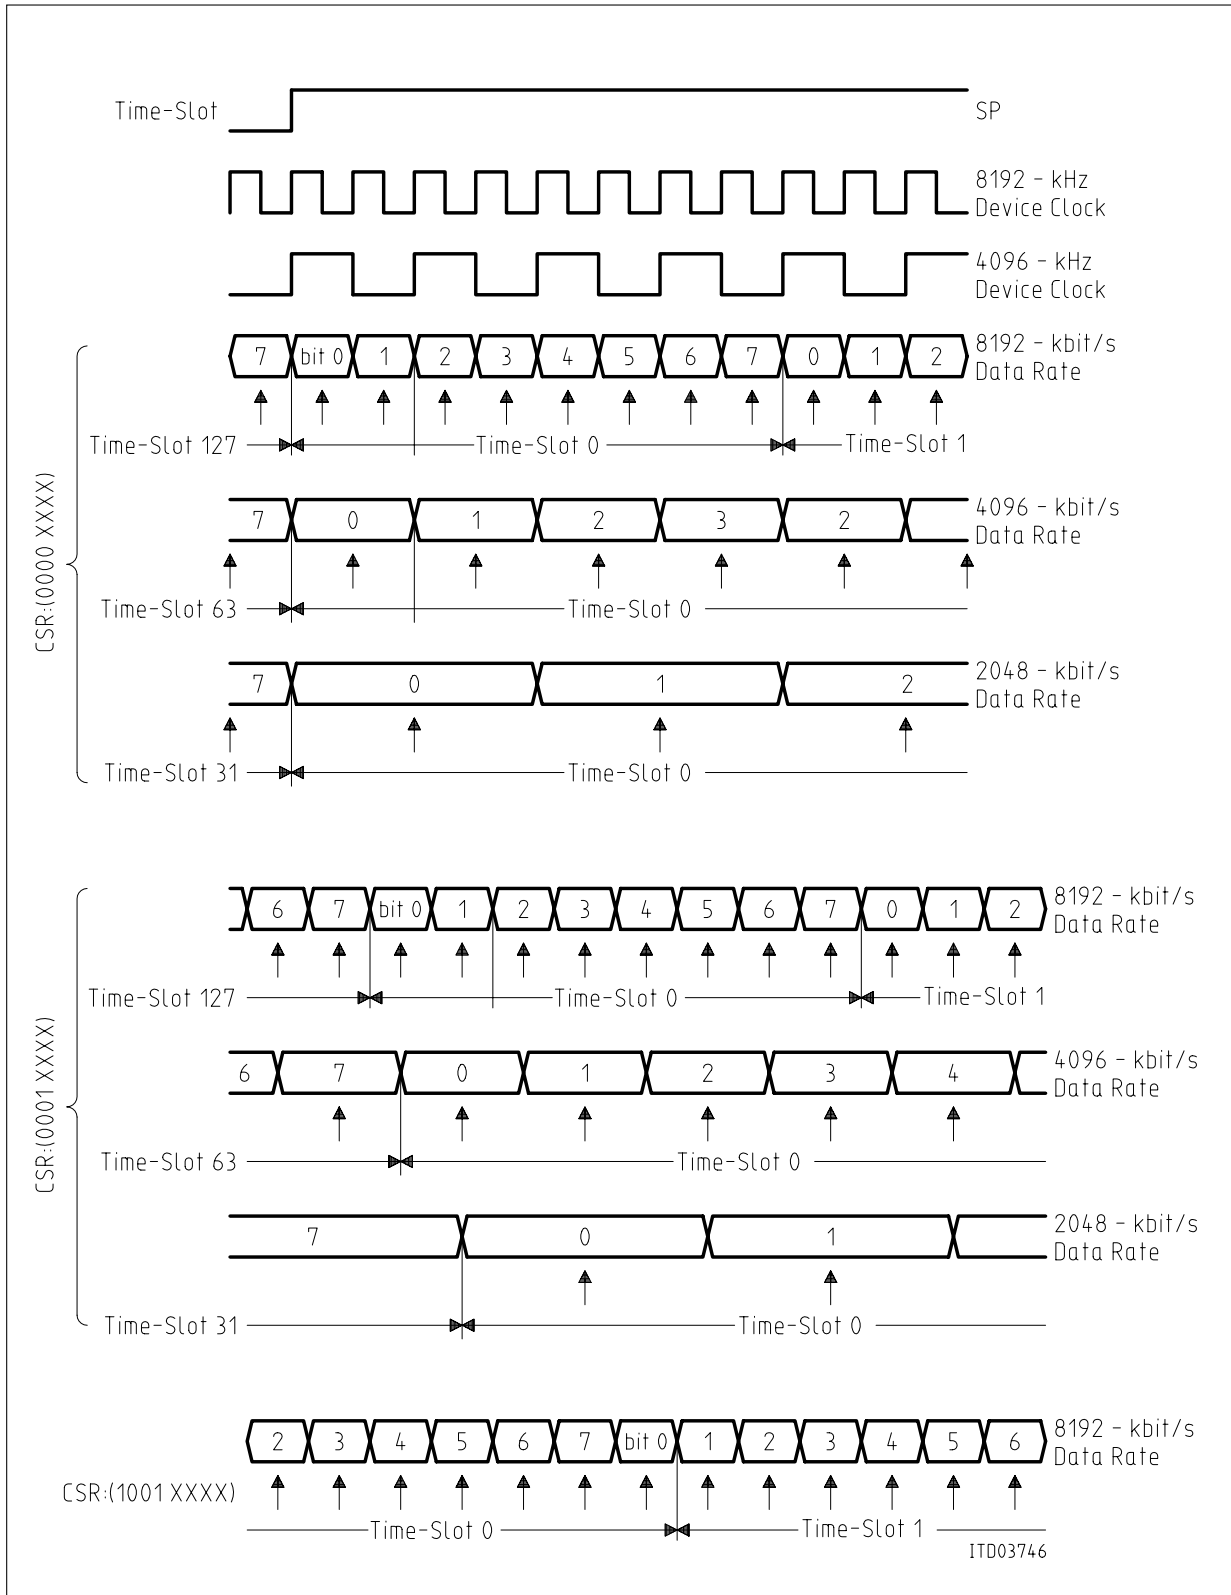 Time-Slot
SP
8192 - kHz
Device Clock
4096 - kHz
Device Clock
CSR:(0000 XXXX)
7 bit 0 1 2 3 4 5 6 7 0 1 2
8192 - kbit/s
Data Rate
Time-Slot 127 Time-Slot 0 Time-Slot 1
7 0 1 2 3 2
4096 - kbit/s
Data Rate
Time-Slot 63 Time-Slot 0
7 0 1 2
2048 - kbit/s
Data Rate
Time-Slot 31 Time-Slot 0
CSR:(0001 XXXX)
6 7 bit 0 1 2 3 4 5 6 7 0 1 2
8192 - kbit/s
Data Rate
Time-Slot 127 Time-Slot 0 Time-Slot 1
6 7 0 1 2 3 4
4096 - kbit/s
Data Rate
Time-Slot 63 Time-Slot 0
7 0 1
2048 - kbit/s
Data Rate
Time-Slot 31 Time-Slot 0
2 3 4 5 6 7 bit 0 1 2 3 4 5 6
8192 - kbit/s
Data Rate
CSR:(1001 XXXX)
Time-Slot 0 Time-Slot 1
ITD03746